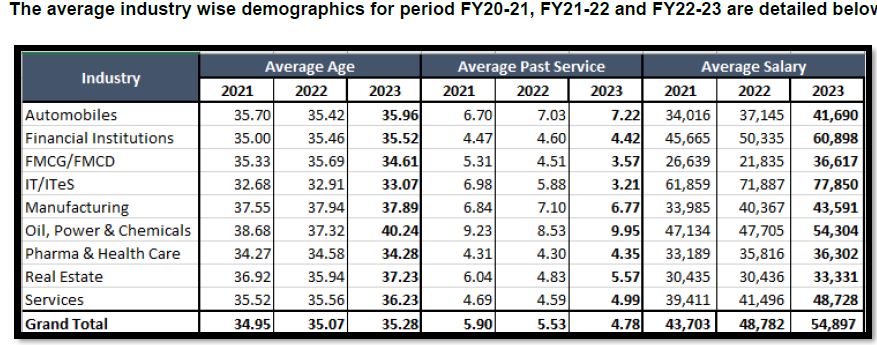 The average industry wise demographics for period FY20-21, FY21-22 and FY22-23 are detailed below
Industry Average Age Average Past Service Average Salary
2021 2022 2023 2021 2022 2023 2021 2022 2023
Automobiles 35.70 35.42 35.96 6.70 7.03 7.22 34,016 37,145 41,690
Financial Institutions 35.00 35.46 35.52 4.47 4.60 4.42 45,665 50,335 60,898
FMCG/FMCD 35.33 35.69 34.61 5.31 4.51 3.57 26,639 21,835 36,617
IT/ITeS 32.68 32.91 33.07 6.98 5.88 3.21 61,859 71,887 77,850
Manufacturing 37.55 37.94 37.89 6.84 7.10 6.77 33,985 40,367 43,591
Oil, Power & Chemicals 38.68 37.32 40.24 9.23 8.53 9.95 47,134 47,705 54,304
Pharma & Health Care 34.27 34.58 34.28 4.31 4.30 4.35 33,189 35,816 36,302
Real Estate 36.92 35.94 37.23 6.04 4.83 5.57 30,435 30,436 33,331
Services 35.52 35.56 36.23 4.69 4.59 4.99 39,411 41,496 48,728
Grand Total 34.95 35.07 35.28 5.90 5.53 4.78 43,703 48,782 54,897